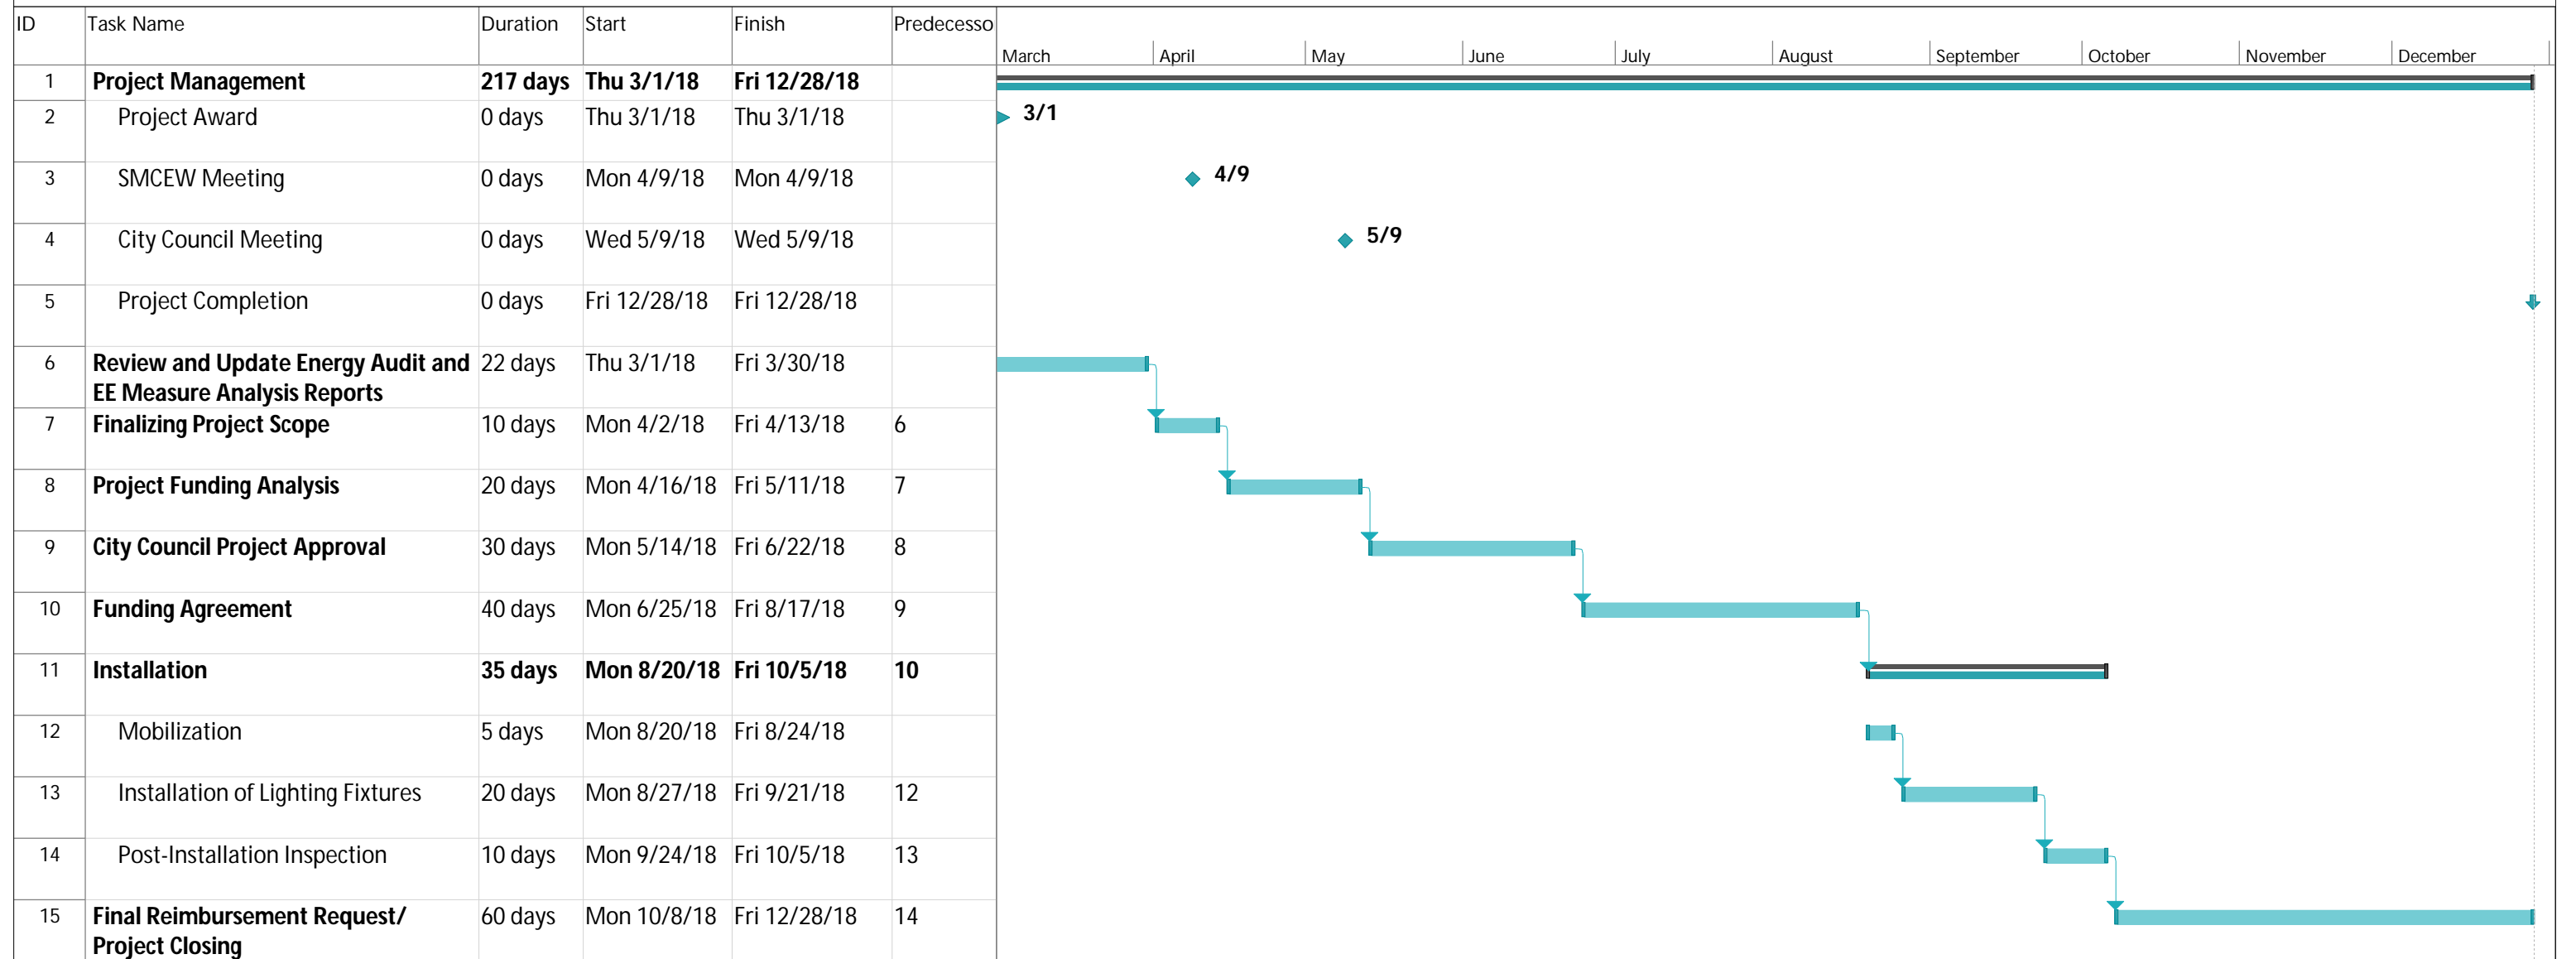 ID Task Name Duration Start Finish Predecesso
March April May June July August September October November December
1 Project Management 217 days Thu 3/1/18 Fri 12/28/18
2 Project Award 0 days Thu 3/1/18 Thu 3/1/18 3/1
3 SMCEW Meeting 0 days Mon 4/9/18 Mon 4/9/18 4/9
4 City Council Meeting 0 days Wed 5/9/18 Wed 5/9/18 5/9
5 Project Completion 0 days Fri 12/28/18 Fri 12/28/18
6 Review and Update Energy Audit and 22 days Thu 3/1/18 Fri 3/30/18
EE Measure Analysis Reports
7 Finalizing Project Scope 10 days Mon 4/2/18 Fri 4/13/18 6
8 Project Funding Analysis 20 days Mon 4/16/18 Fri 5/11/18 7
9 City Council Project Approval 30 days Mon 5/14/18 Fri 6/22/18 8
10 Funding Agreement 40 days Mon 6/25/18 Fri 8/17/18 9
11 Installation 35 days Mon 8/20/18 Fri 10/5/18 10
12 Mobilization 5 days Mon 8/20/18 Fri 8/24/18
13 Installation of Lighting Fixtures 20 days Mon 8/27/18 Fri 9/21/18 12
14 Post-Installation Inspection 10 days Mon 9/24/18 Fri 10/5/18 13
15 Final Reimbursement Request/ 60 days Mon 10/8/18 Fri 12/28/18 14
Project Closing